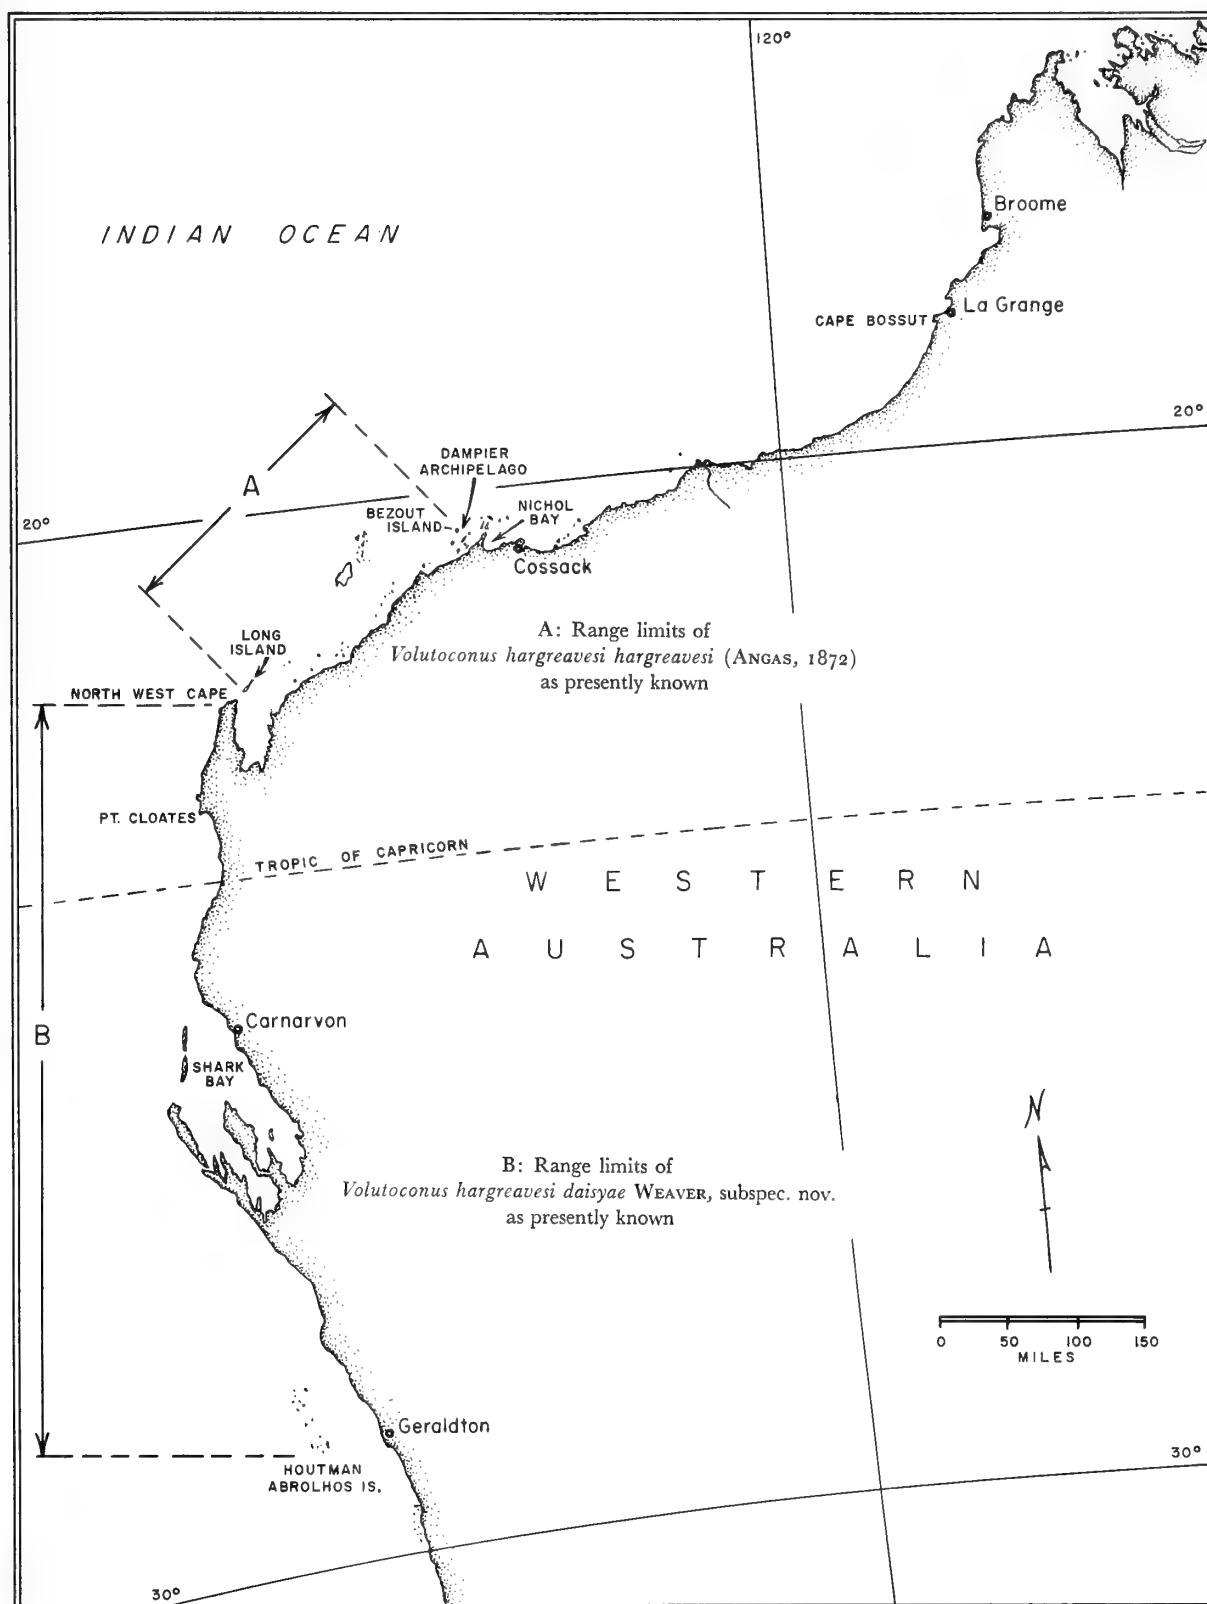 120°
Broome
INDIAN OCEAN
La Grange
CAPE BOSSUT
20°
DAMPIER
ARCHIPELAGO
A
BEZOUT
ISLAND
NICHOL
BAY
20°
Cossack
A: Range limits of
Volutoconus hargreavesi hargreavesi (ANGAS, 1872)
as presently known
LONG
ISLAND
NORTH WEST CAPE
PT. CLOATES
TROPIC OF CAPRICORN
WESTERN
AUSTRALIA
Carnarvon
B
SHARK
BAY
N
B: Range limits of
Volutoconus hargreavesi daisyae WEAVER, subspec. nov.
as presently known
0 50 100 150
MILES
Geraldton
HOUTMAN
ABROLHOS IS.
30°
30°